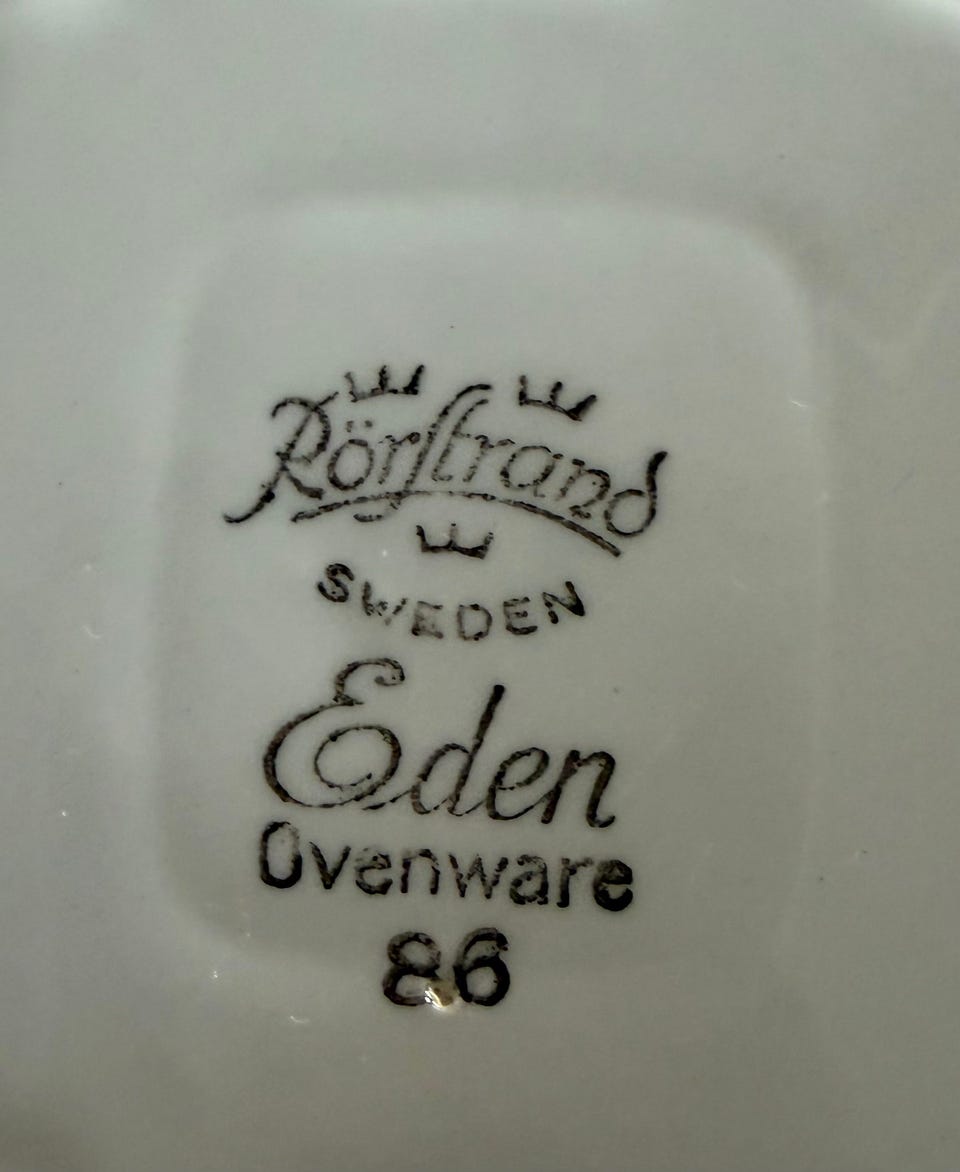 Rörstrand
SWEDEN
Eden
Ovenware
86